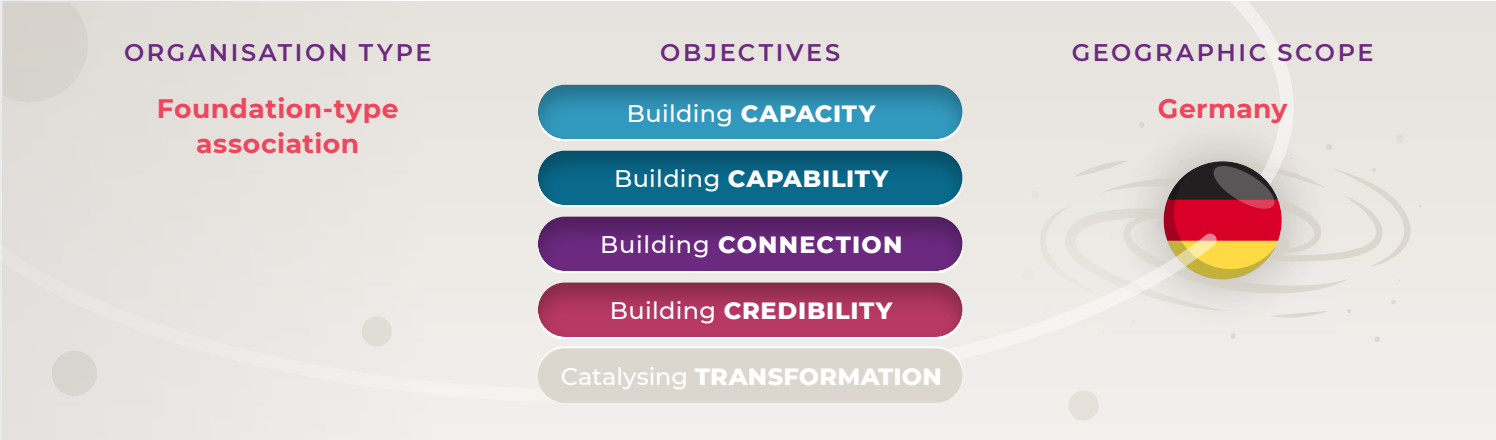 ORGANISATION TYPE
Foundation-type
association
OBJECTIVES
Building CAPACITY
Building CAPABILITY
Building CONNECTION
Building CREDIBILITY
Catalysing TRANSFORMATION
GEOGRAPHIC SCOPE
Germany